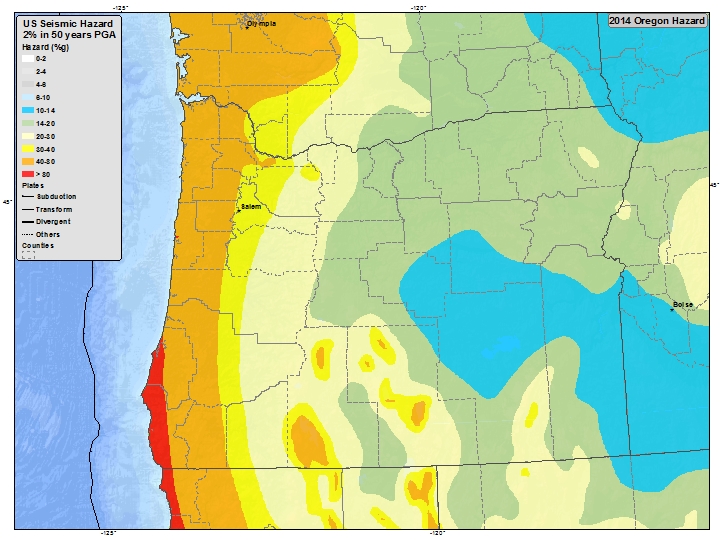 -125°
-120°
2014 Oregon Hazard
US Seismic Hazard
2% in 50 years PGA
Hazard (%g)
0-2
2-4
4-6
6-10
10-14
14-20
20-30
30-40
40-80
> 80
Plates
Subduction
Transform
Divergent
Others
Counties
Olympia
45°
45°
Salem
Boise
-125°
-120°